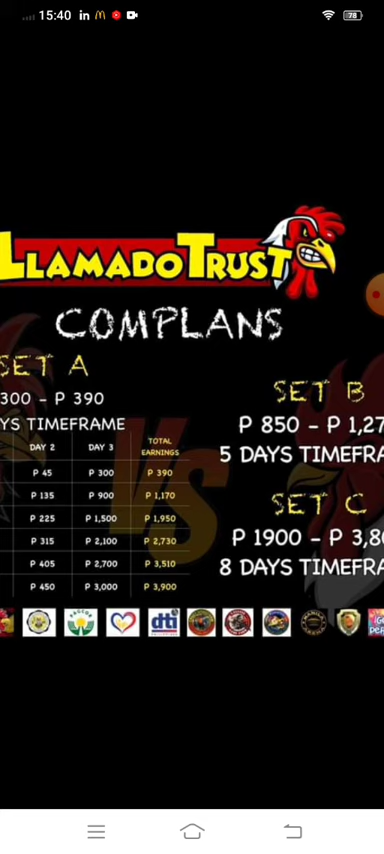 15:40
78
LLAMADOTRUST
COMPLANS
SET A
300 - P 390
YS TIMEFRAME
DAY 2 DAY 3 TOTAL EARNINGS
P 45 P 300 P 390
P 135 P 900 P 1,170
P 225 P 1,500 P 1,950
P 315 P 2,100 P 2,730
P 405 P 2,700 P 3,510
P 450 P 3,000 P 3,900
VS
SET B
P 850 - P 1,27
5 DAYS TIMEFRA
SET C
P 1900 - P 3,8
8 DAYS TIMEFRA
PAGCOR
dti